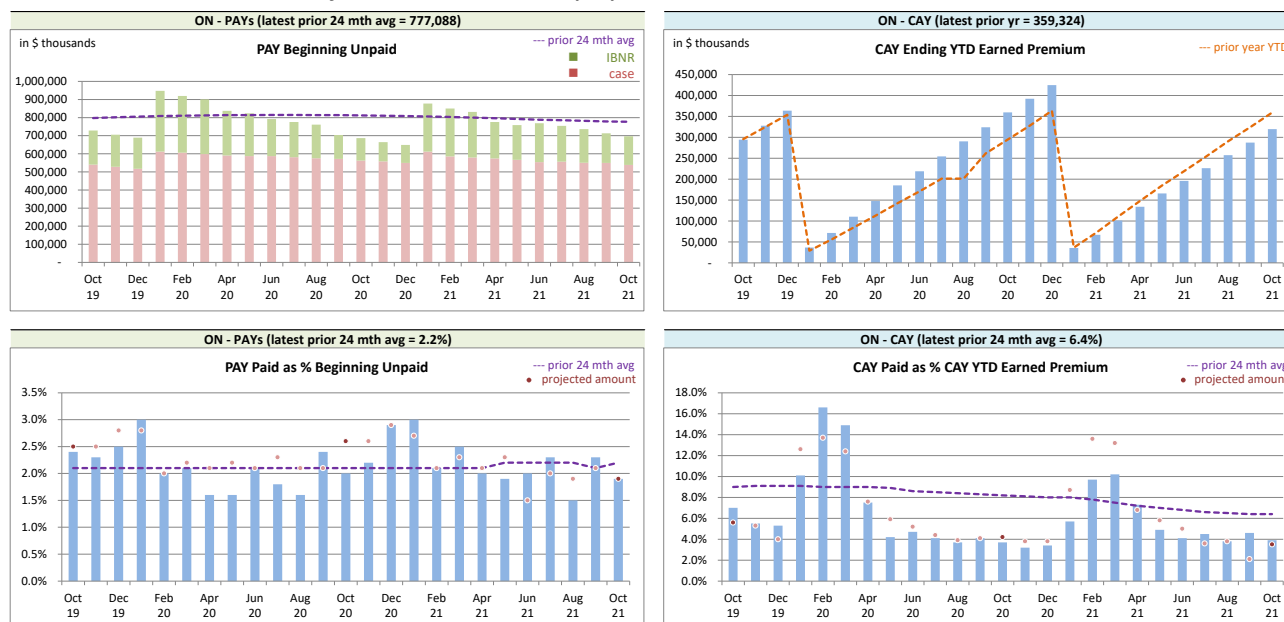 ON - PAYs (latest prior 24 mth avg = 777,088)
in $ thousands
PAY Beginning Unpaid
--- prior 24 mth avg
IBNR
case
1,000,000
900,000
800,000
700,000
600,000
500,000
400,000
300,000
200,000
100,000
-
Oct Dec Feb Apr Jun Aug Oct Dec Feb Apr Jun Aug Oct
19 19 20 20 20 20 20 20 21 21 21 21 21
ON - CAY (latest prior yr = 359,324)
in $ thousands
CAY Ending YTD Earned Premium
--- prior year YTD
450,000
400,000
350,000
300,000
250,000
200,000
150,000
100,000
50,000
-
Oct Dec Feb Apr Jun Aug Oct Dec Feb Apr Jun Aug Oct
19 19 20 20 20 20 20 20 21 21 21 21 21
ON - PAYs (latest prior 24 mth avg = 2.2%)
PAY Paid as % Beginning Unpaid
--- prior 24 mth avg
projected amount
3.5%
3.0%
2.5%
2.0%
1.5%
1.0%
0.5%
0.0%
Oct Dec Feb Apr Jun Aug Oct Dec Feb Apr Jun Aug Oct
19 19 20 20 20 20 20 20 21 21 21 21 21
ON - CAY (latest prior 24 mth avg = 6.4%)
CAY Paid as % CAY YTD Earned Premium
--- prior 24 mth avg
projected amount
18.0%
16.0%
14.0%
12.0%
10.0%
8.0%
6.0%
4.0%
2.0%
0.0%
Oct Dec Feb Apr Jun Aug Oct Dec Feb Apr Jun Aug Oct
19 19 20 20 20 20 20 20 21 21 21 21 21